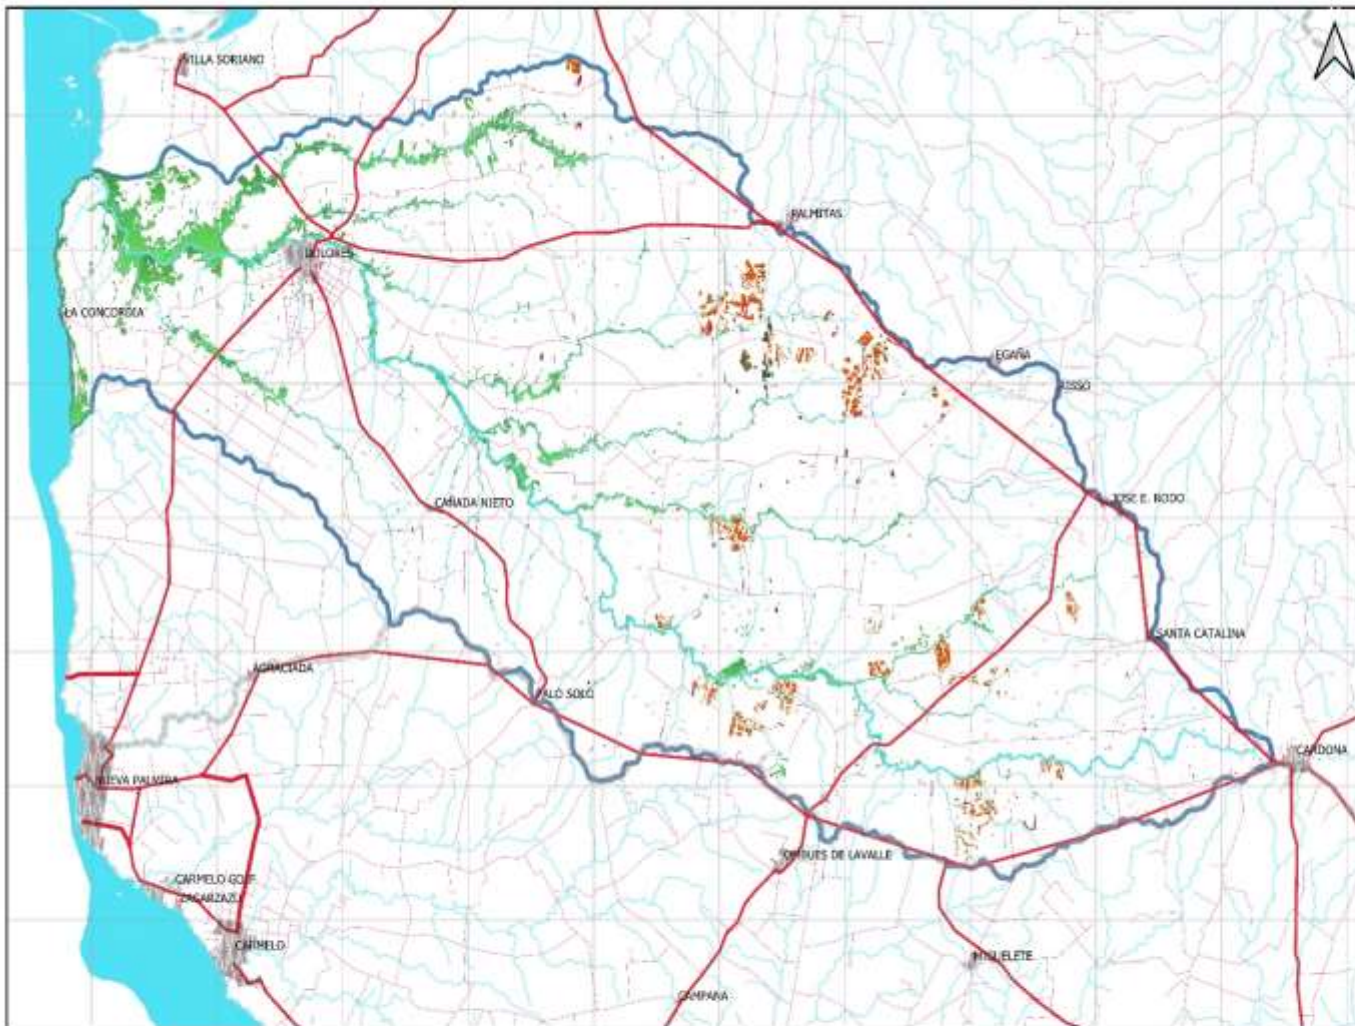 VILLA SORIANO
PALMITAS
DOLORES
LA CONCORDIA
EGAÑA
RISSO
CAÑADA NIETO
JOSE E. RODO
SANTA CATALINA
AGRACIADA
PALO SOLO
CARDONA
NUEVA PALMIRA
OMBUES DE LAVALLE
CARMELO GOLF
ZAGARZAZU
CARMELO
MIGUELETE
CAMPANA